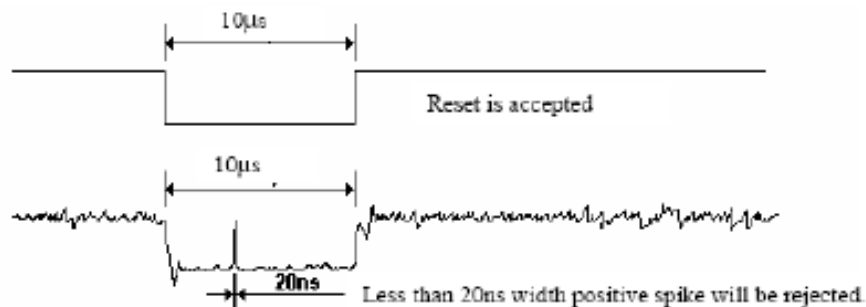 10μs
Reset is accepted
10μs
20ns
Less than 20ns width positive spike will be rejected